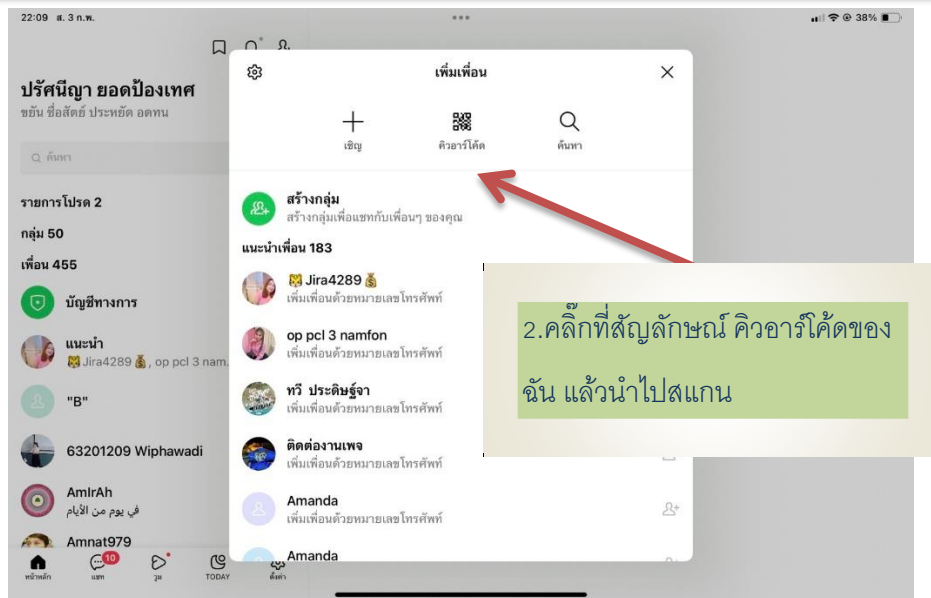 22:09 ส. 3 ก.พ.
38%
ปรัศนีญา ยอดป้องเทศ
ขยัน ซื่อสัตย์ ประหยัด อดทน
ค้นหา
รายการโปรด 2
กลุ่ม 50
เพื่อน 455
บัญชีทางการ
แนะนำ
Jira4289 , op pcl 3 nam.
"B"
63201209 Wiphawadi
AmIrAh
في يوم من الأيام
Amnat979
หน้าหลัก
10
แชท
วูม
TODAY
ตั้งค่า
เพิ่มเพื่อน
เชิญ
คิวอาร์โค้ด
ค้นหา
สร้างกลุ่ม
สร้างกลุ่มเพื่อแชทกับเพื่อนๆ ของคุณ
แนะนำเพื่อน 183
Jira4289
เพิ่มเพื่อนด้วยหมายเลขโทรศัพท์
op pcl 3 namfon
เพิ่มเพื่อนด้วยหมายเลขโทรศัพท์
ทวี ประดิษฐ์จา
เพิ่มเพื่อนด้วยหมายเลขโทรศัพท์
ติดต่องานเพจ
เพิ่มเพื่อนด้วยหมายเลขโทรศัพท์
Amanda
เพิ่มเพื่อนด้วยหมายเลขโทรศัพท์
Amanda
2.คลิ๊กที่สัญลักษณ์ คิวอาร์โค้ดของ
ฉัน แล้วนำไปสแกน